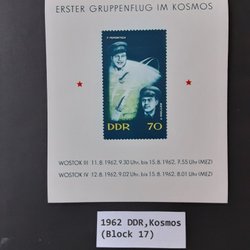 ERSTER GRUPPENFLUG IM KOSMOS
P. POPOWITSCH
DDR 70
WOSTOK III 11.8.1962, 9.30 Uhr, bis 15.8.1962, 7.55 Uhr (MEZ)
WOSTOK IV 12.8.1962, 9.02 Uhr, bis 15.8.1962, 8.01 Uhr (MEZ)
1962 DDR,Kosmos
(Block 17)